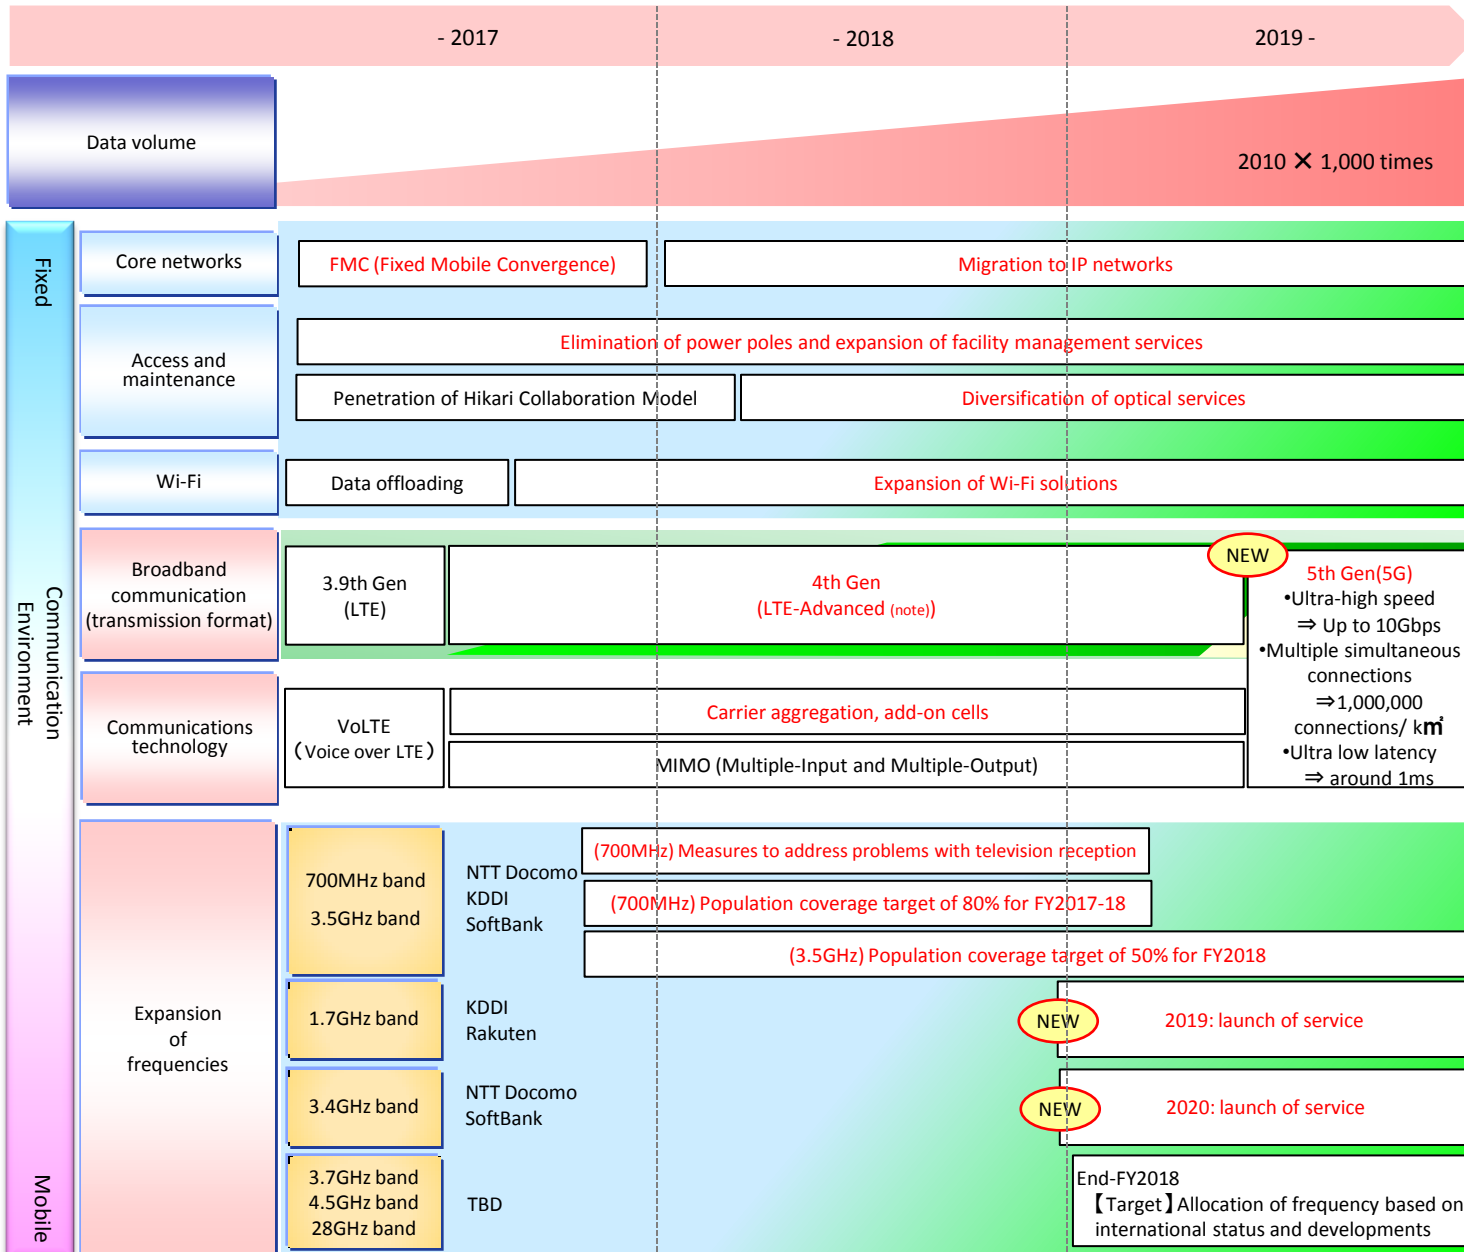 - 2017
- 2018
2019 -
Data volume
2010 ✕ 1,000 times
Fixed
Communication
Environment
Mobile
Core networks
FMC (Fixed Mobile Convergence)
Migration to IP networks
Access and
maintenance
Elimination of power poles and expansion of facility management services
Penetration of Hikari Collaboration Model
Diversification of optical services
Wi-Fi
Data offloading
Expansion of Wi-Fi solutions
Broadband
communication
(transmission format)
3.9th Gen
(LTE)
4th Gen
(LTE-Advanced (note))
NEW
5th Gen(5G)
•Ultra-high speed
⇒ Up to 10Gbps
•Multiple simultaneous
connections
⇒1,000,000
connections/ k㎡
•Ultra low latency
⇒ around 1ms
Communications
technology
VoLTE
(Voice over LTE)
Carrier aggregation, add-on cells
MIMO (Multiple-Input and Multiple-Output)
Expansion
of
frequencies
700MHz band
3.5GHz band
NTT Docomo
KDDI
SoftBank
(700MHz) Measures to address problems with television reception
(700MHz) Population coverage target of 80% for FY2017-18
(3.5GHz) Population coverage target of 50% for FY2018
1.7GHz band
KDDI
Rakuten
NEW
2019: launch of service
3.4GHz band
NTT Docomo
SoftBank
NEW
2020: launch of service
3.7GHz band
4.5GHz band
28GHz band
TBD
End-FY2018
【Target】Allocation of frequency based on
international status and developments